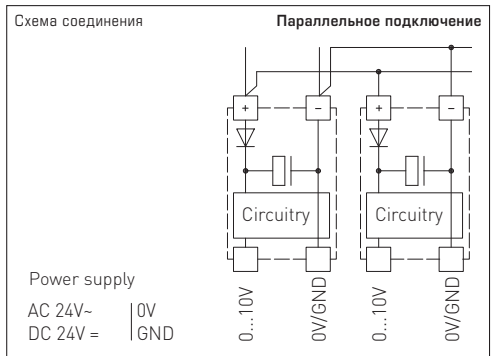 Схема соединения
Параллельное подключение
+ − + −
Circuitry Circuitry
Power supply
AC 24V~ 0V
DC 24V = GND
0...10V
0V/GND
0...10V
0V/GND